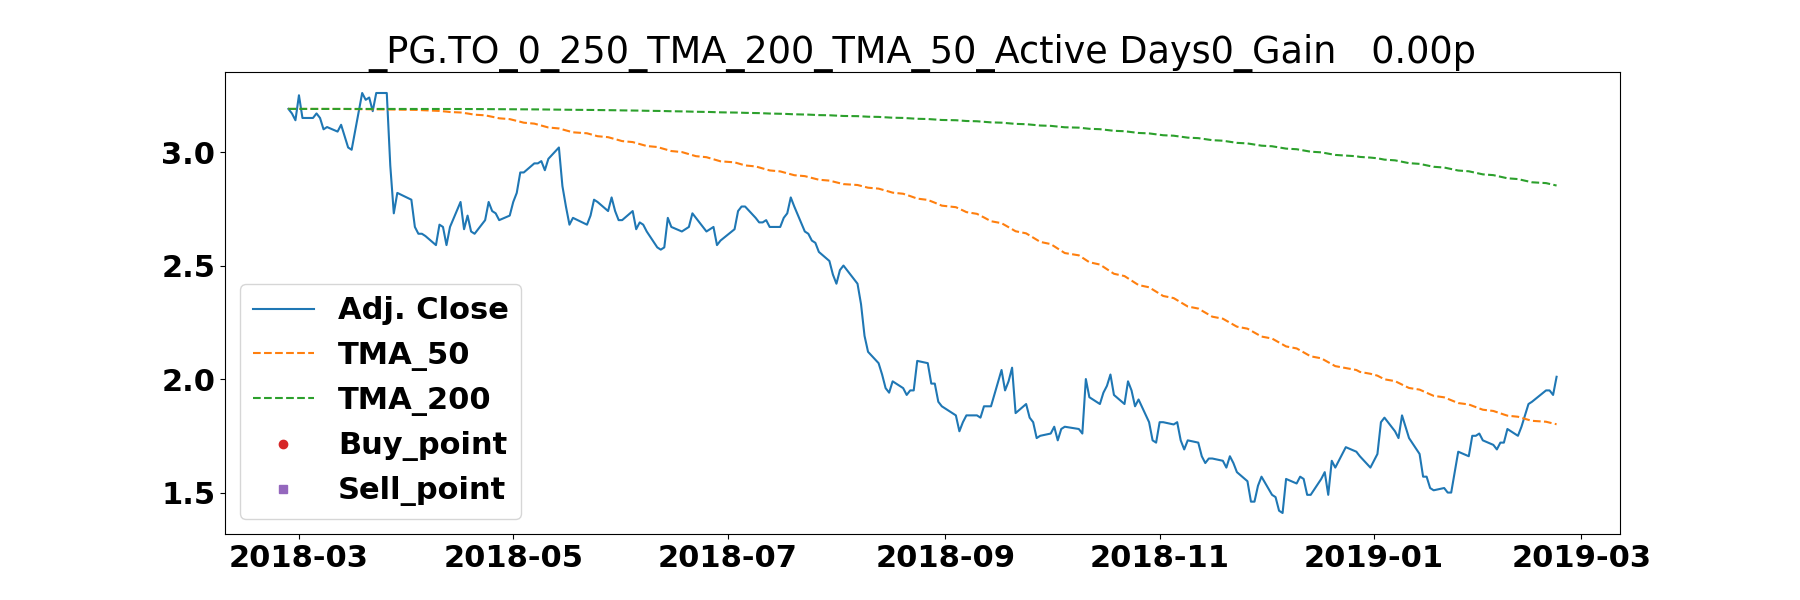 _PG.TO_0_250_TMA_200_TMA_50_Active Days0_Gain   0.00p
3.0
2.5
2.0
1.5
Adj. Close
TMA_50
TMA_200
Buy_point
Sell_point
2018-03 2018-05 2018-07 2018-09 2018-11 2019-01 2019-03